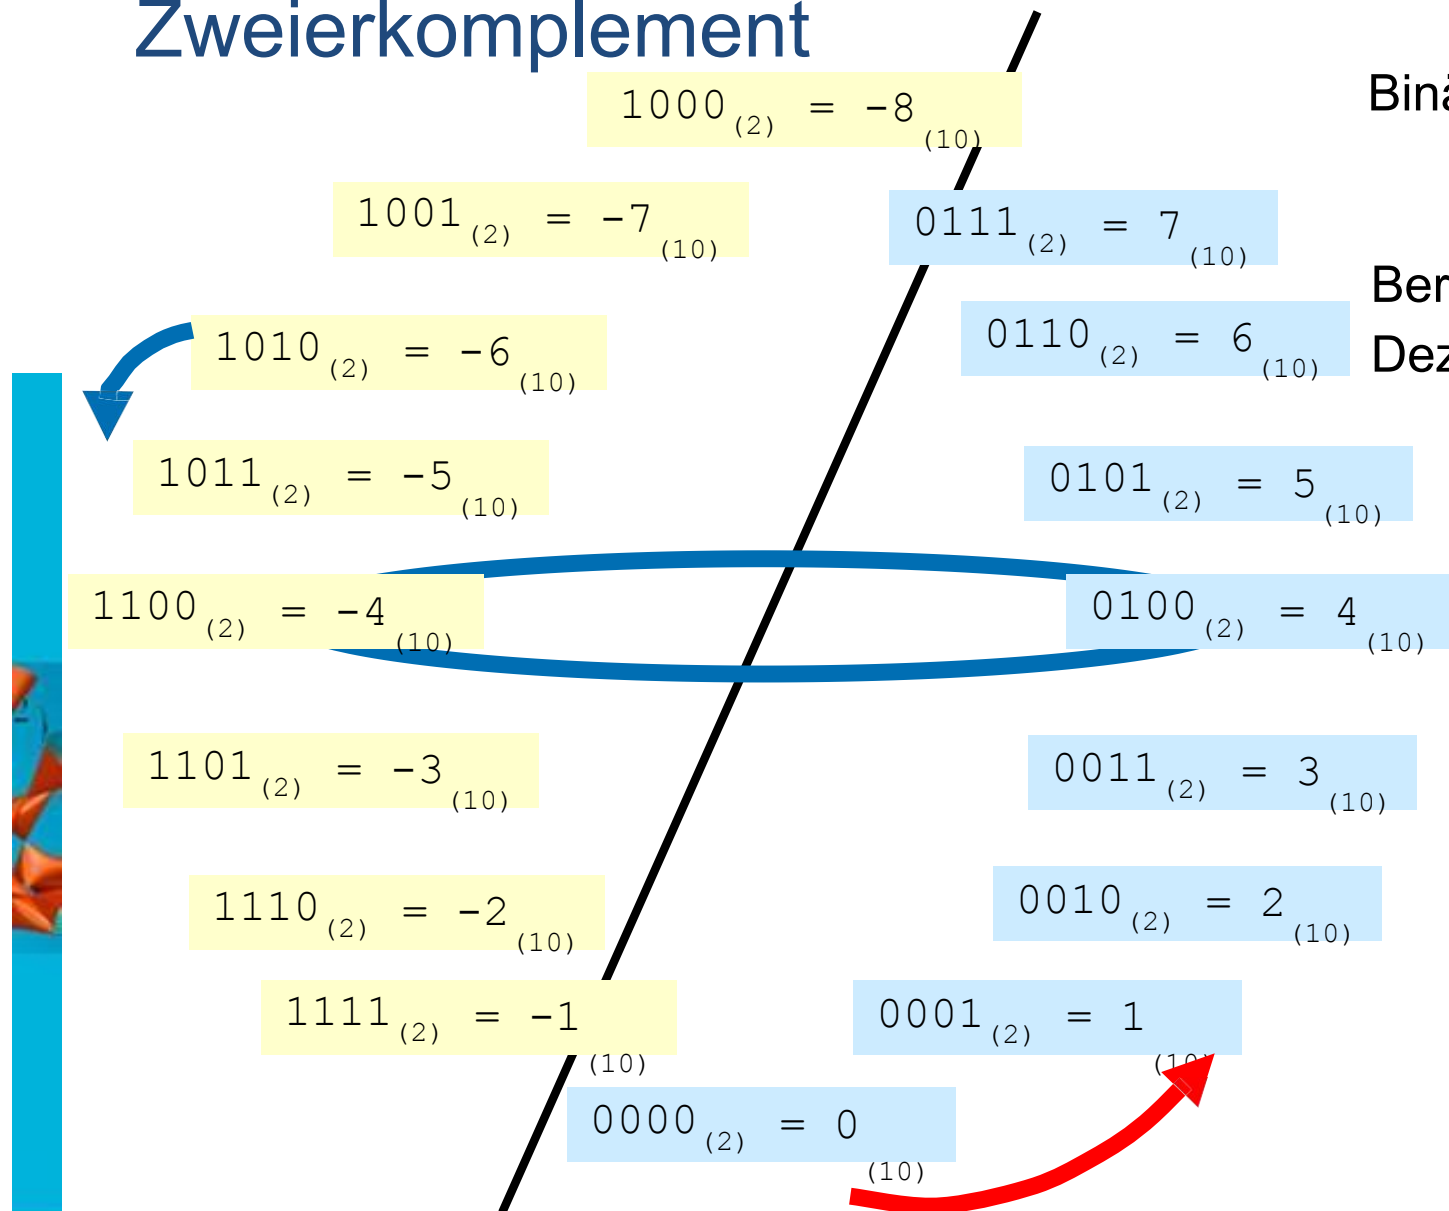 Zweierkomplement
1000(2) = -8(10)
1001(2) = -7(10)
0111(2) = 7(10)
1010(2) = -6(10)
0110(2) = 6(10)
1011(2) = -5(10)
0101(2) = 5(10)
1100(2) = -4(10)
0100(2) = 4(10)
1101(2) = -3(10)
0011(2) = 3(10)
1110(2) = -2(10)
0010(2) = 2(10)
1111(2) = -1(10)
0001(2) = 1(10)
0000(2) = 0(10)